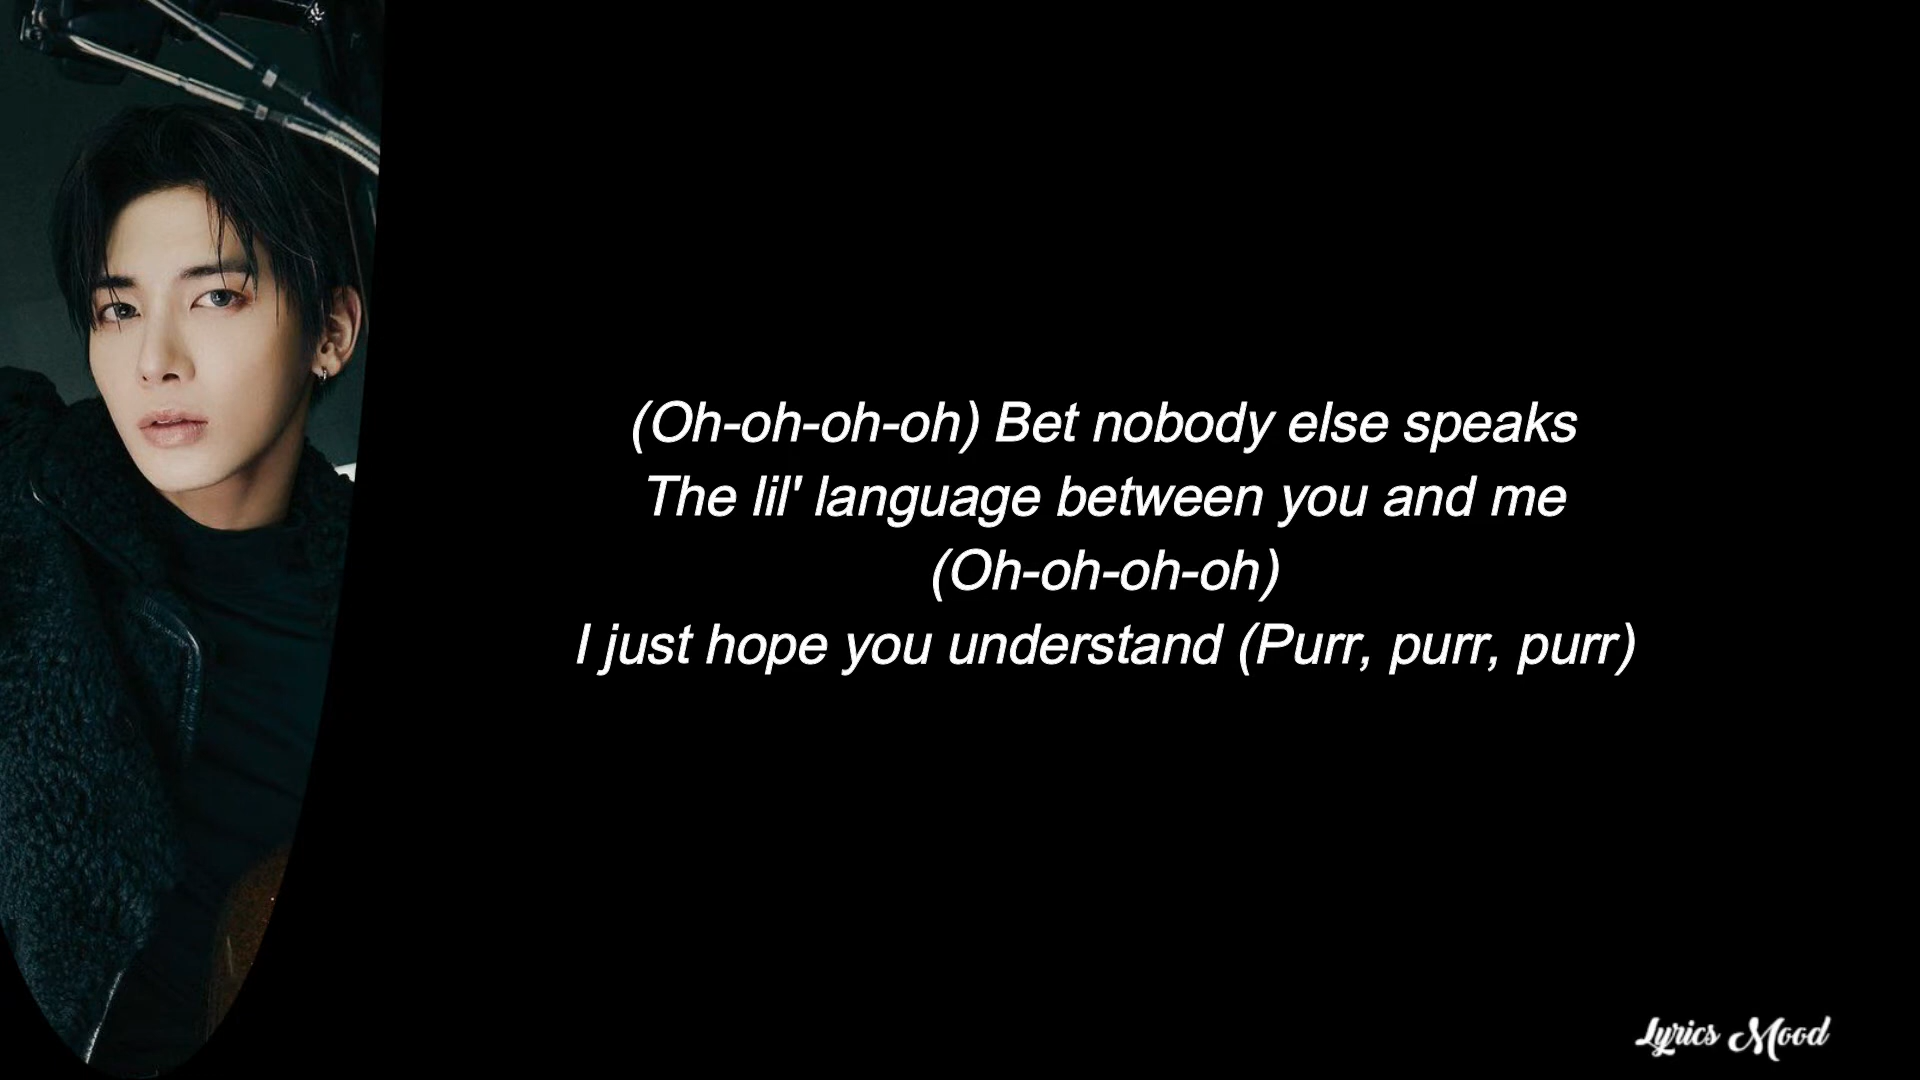 (Oh-oh-oh-oh) Bet nobody else speaks
The lil' language between you and me
(Oh-oh-oh-oh)
I just hope you understand (Purr, purr, purr)
Lyrics Mood